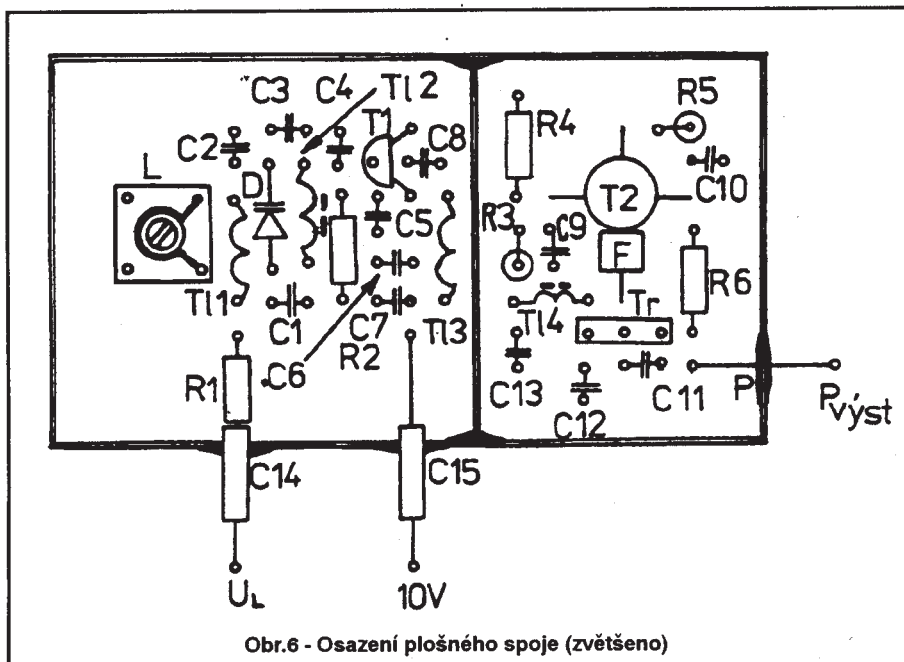 C3 C4 Tl2
T1
R5
C2
C8
R4
L
D
C10
T2
R3
C9
C5
F
R6
Tl1
Tl4
Tr
C1
C7
Tl3
R2
R1
C6
C13
C11
P
Pvýst
C12
C14
C15
UL
10V
Obr.6 - Osazení plošného spoje (zvětšeno)